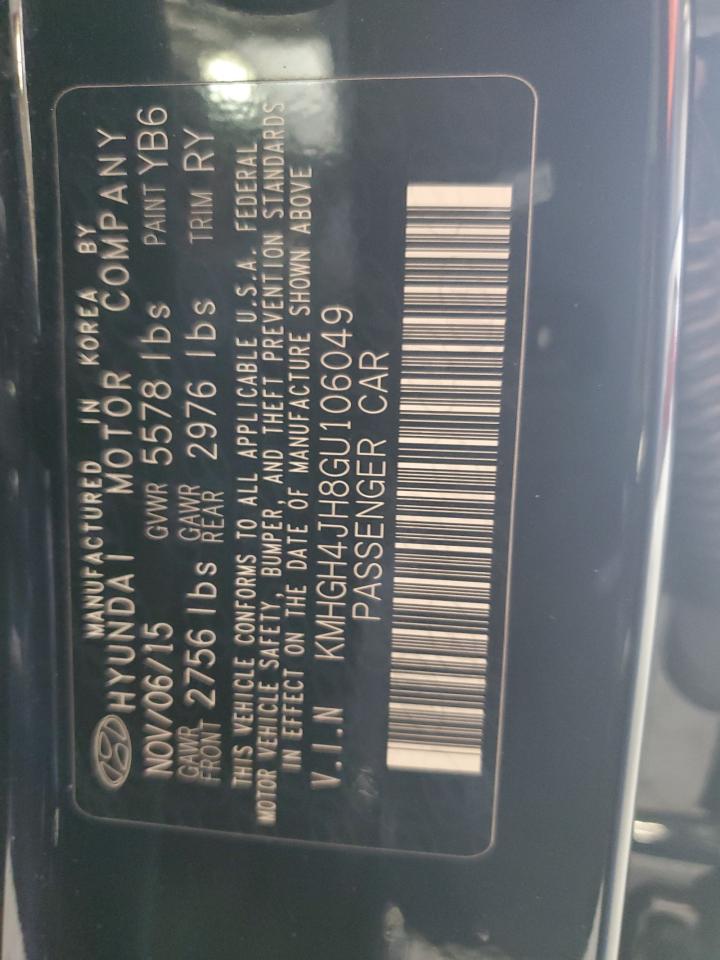 MANUFACTURED IN KOREA BY
HYUNDAI MOTOR COMPANY
NOV/06/15 GVWR 5578 lbs PAINT YB6
GAWR FRONT 2756 lbs GAWR REAR 2976 lbs TRIM RY
THIS VEHICLE CONFORMS TO ALL APPLICABLE U.S.A. FEDERAL
MOTOR VEHICLE SAFETY, BUMPER, AND THEFT PREVENTION STANDARDS
IN EFFECT ON THE DATE OF MANUFACTURE SHOWN ABOVE
V.I.N KMHGH4JH8GU106049
PASSENGER CAR